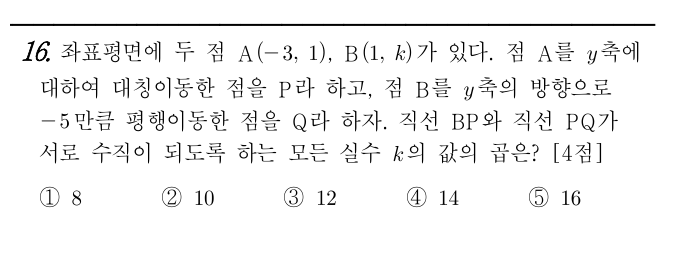 16. 좌표평면에 두 점 A(−3, 1), B(1, k)가 있다. 점 A를 y축에
대하여 대칭이동한 점을 P라 하고, 점 B를 y축의 방향으로
−5만큼 평행이동한 점을 Q라 하자. 직선 BP와 직선 PQ가
서로 수직이 되도록 하는 모든 실수 k의 값의 곱은? [4점]
① 8 ② 10 ③ 12 ④ 14 ⑤ 16